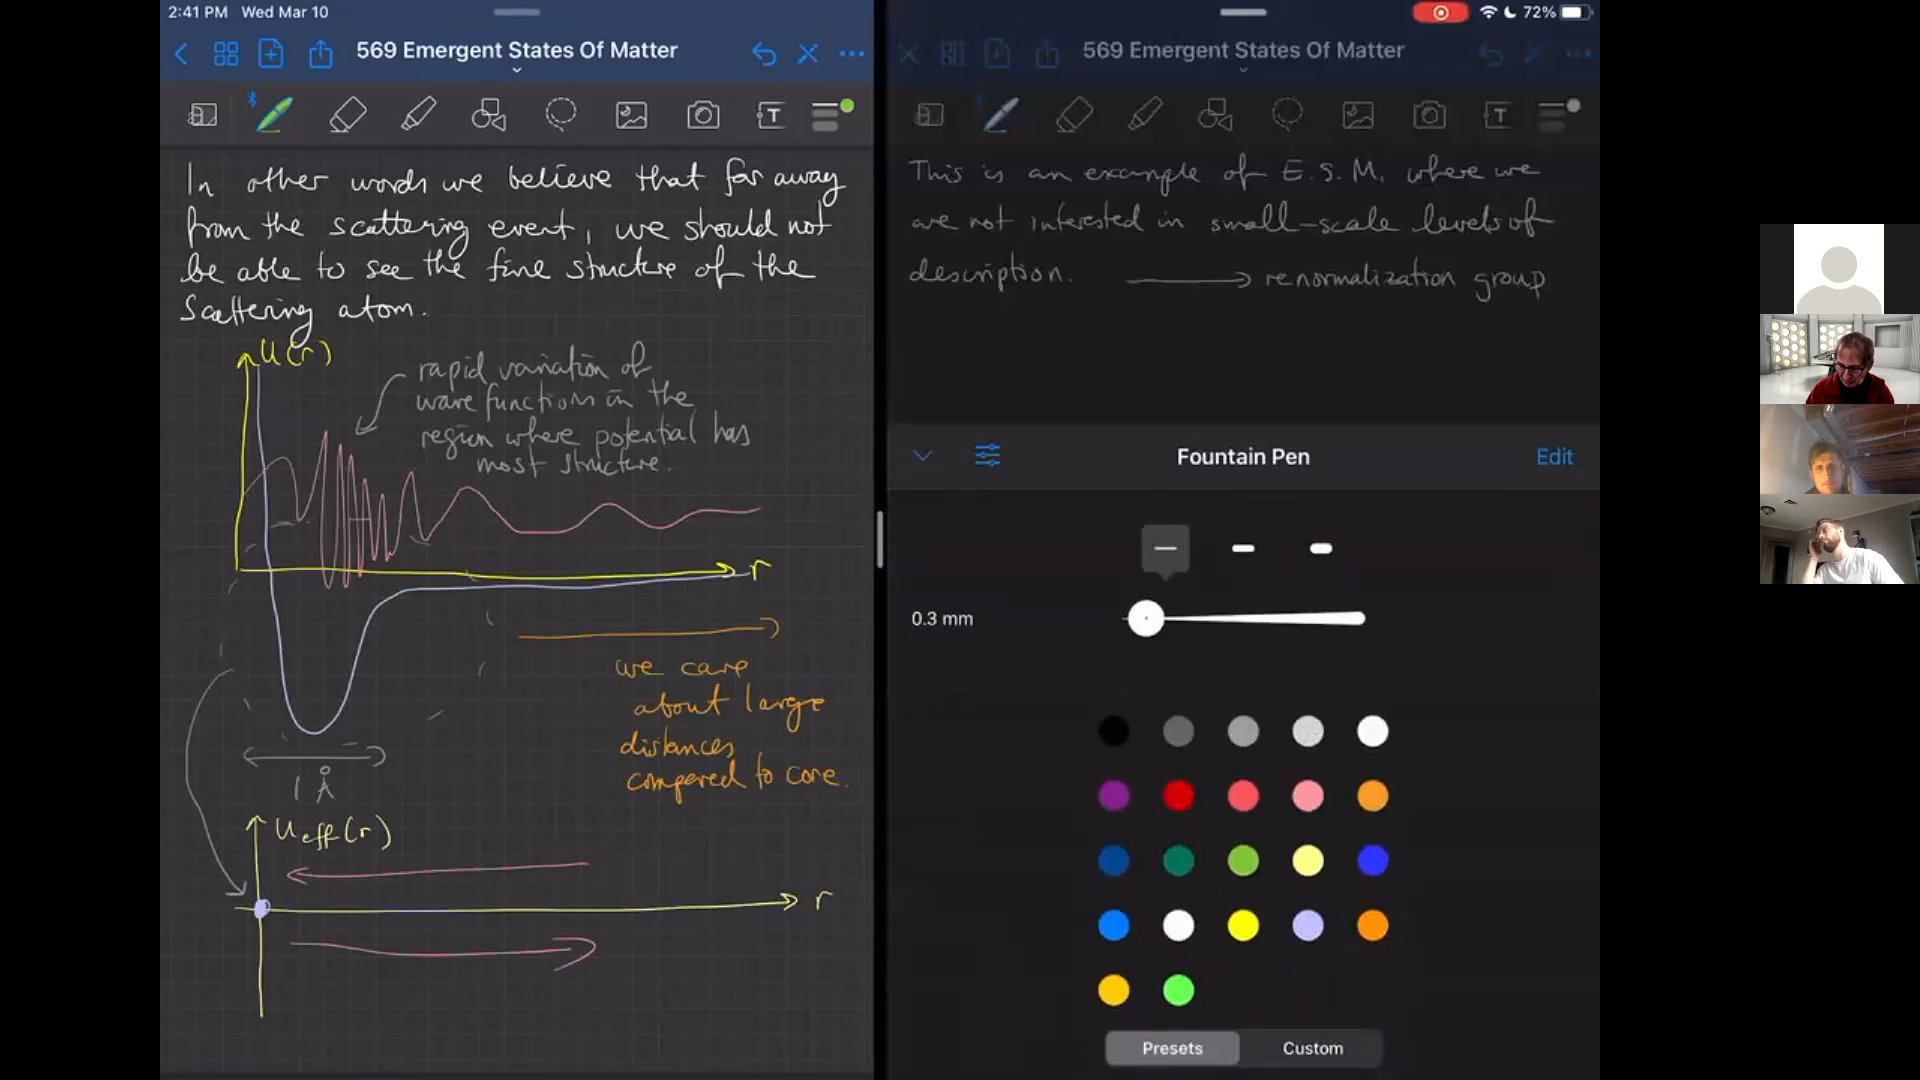 2:41 PM Wed Mar 10
569 Emergent States Of Matter
In other words we believe that far away
from the scattering event, we should not
be able to see the fine structure of the
scattering atom.
U(r)
rapid variation of
wave function in the
region where potential has
most structure.
r
we care
about large
distances
compared to core.
1 Å
Ueff(r)
r
72%
569 Emergent States Of Matter
T
This is an example of E.S.M. where we
are not interested in small-scale levels of
description. → renormalization group
Fountain Pen
Edit
0.3 mm
Presets
Custom